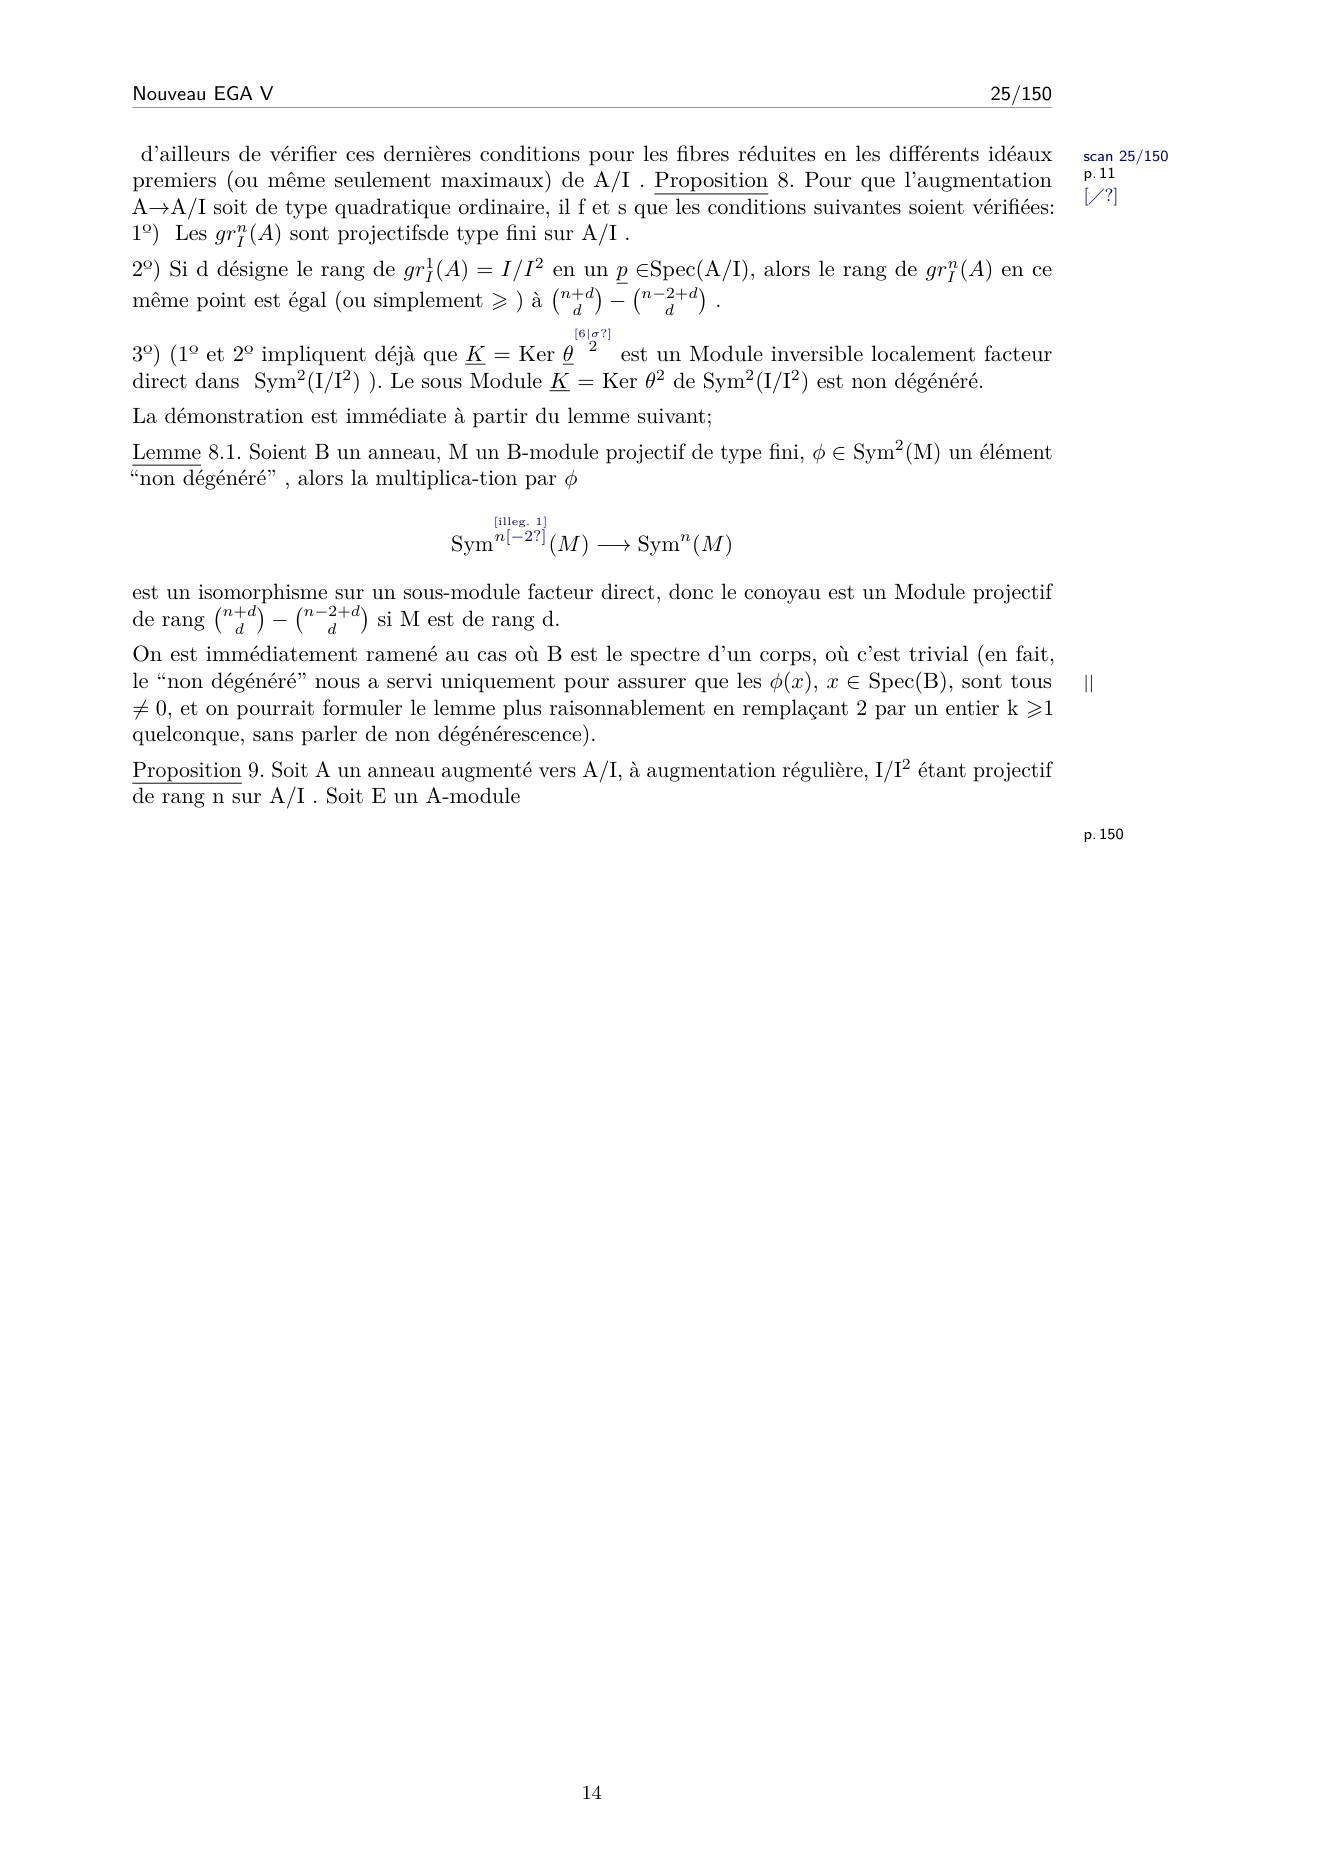 Nouveau EGA V 25/150
d'ailleurs de vérifier ces dernières conditions pour les fibres réduites en les différents idéaux
scan 25/150
premiers (ou même seulement maximaux) de A/I . Proposition 8. Pour que l'augmentation
p. 11
A→A/I soit de type quadratique ordinaire, il f et s que les conditions suivantes soient vérifiées:
[⟋?]
1º) Les $gr_I^n(A)$ sont projectifsde type fini sur A/I .
2º) Si d désigne le rang de $gr_I^1(A) = I/I^2$ en un $\underline{p}$ ∈Spec(A/I), alors le rang de $gr_I^n(A)$ en ce
même point est égal (ou simplement ⩾ ) à $\binom{n+d}{d} - \binom{n-2+d}{d}$ .
[6|σ?]
3º) (1º et 2º impliquent déjà que $\underline{K}$ = Ker $\underline{\theta}^2$ est un Module inversible localement facteur
direct dans Sym²(I/I²) ). Le sous Module $\underline{K}$ = Ker θ² de Sym²(I/I²) est non dégénéré.
La démonstration est immédiate à partir du lemme suivant;
Lemme 8.1. Soient B un anneau, M un B-module projectif de type fini, ϕ ∈ Sym²(M) un élément
“non dégénéré” , alors la multiplica-tion par ϕ
[illeg. 1]
$\mathrm{Sym}^{n[-2?]}(M) \longrightarrow \mathrm{Sym}^n(M)$
est un isomorphisme sur un sous-module facteur direct, donc le conoyau est un Module projectif
de rang $\binom{n+d}{d} - \binom{n-2+d}{d}$ si M est de rang d.
On est immédiatement ramené au cas où B est le spectre d'un corps, où c'est trivial (en fait,
le “non dégénéré” nous a servi uniquement pour assurer que les ϕ(x), x ∈ Spec(B), sont tous
||
≠ 0, et on pourrait formuler le lemme plus raisonnablement en remplaçant 2 par un entier k ⩾1
quelconque, sans parler de non dégénérescence).
Proposition 9. Soit A un anneau augmenté vers A/I, à augmentation régulière, I/I² étant projectif
de rang n sur A/I . Soit E un A-module
p. 150
14